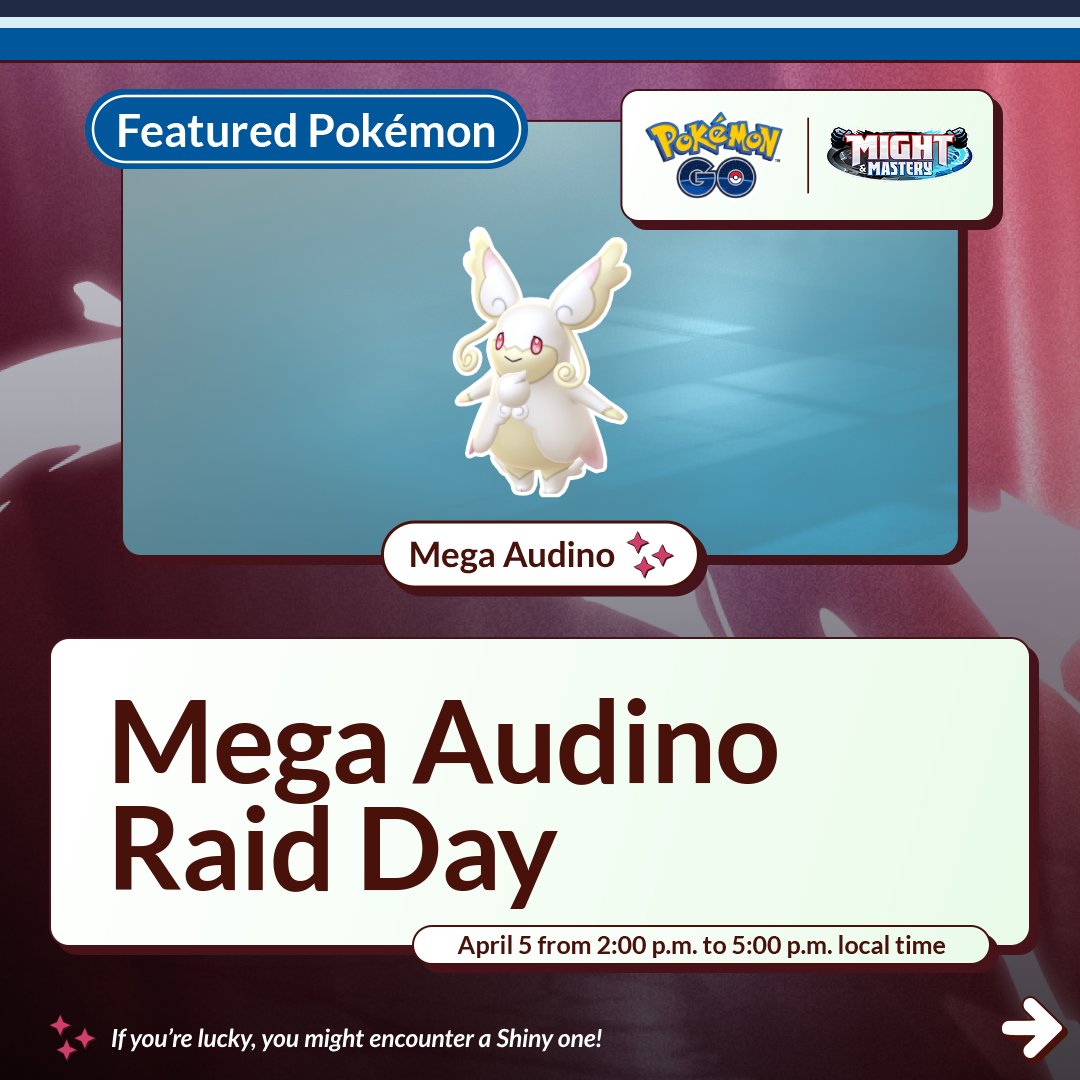 Featured Pokémon
POKÉMON
GO
MIGHT
& MASTERY
Mega Audino
Mega Audino
Raid Day
April 5 from 2:00 p.m. to 5:00 p.m. local time
If you’re lucky, you might encounter a Shiny one!